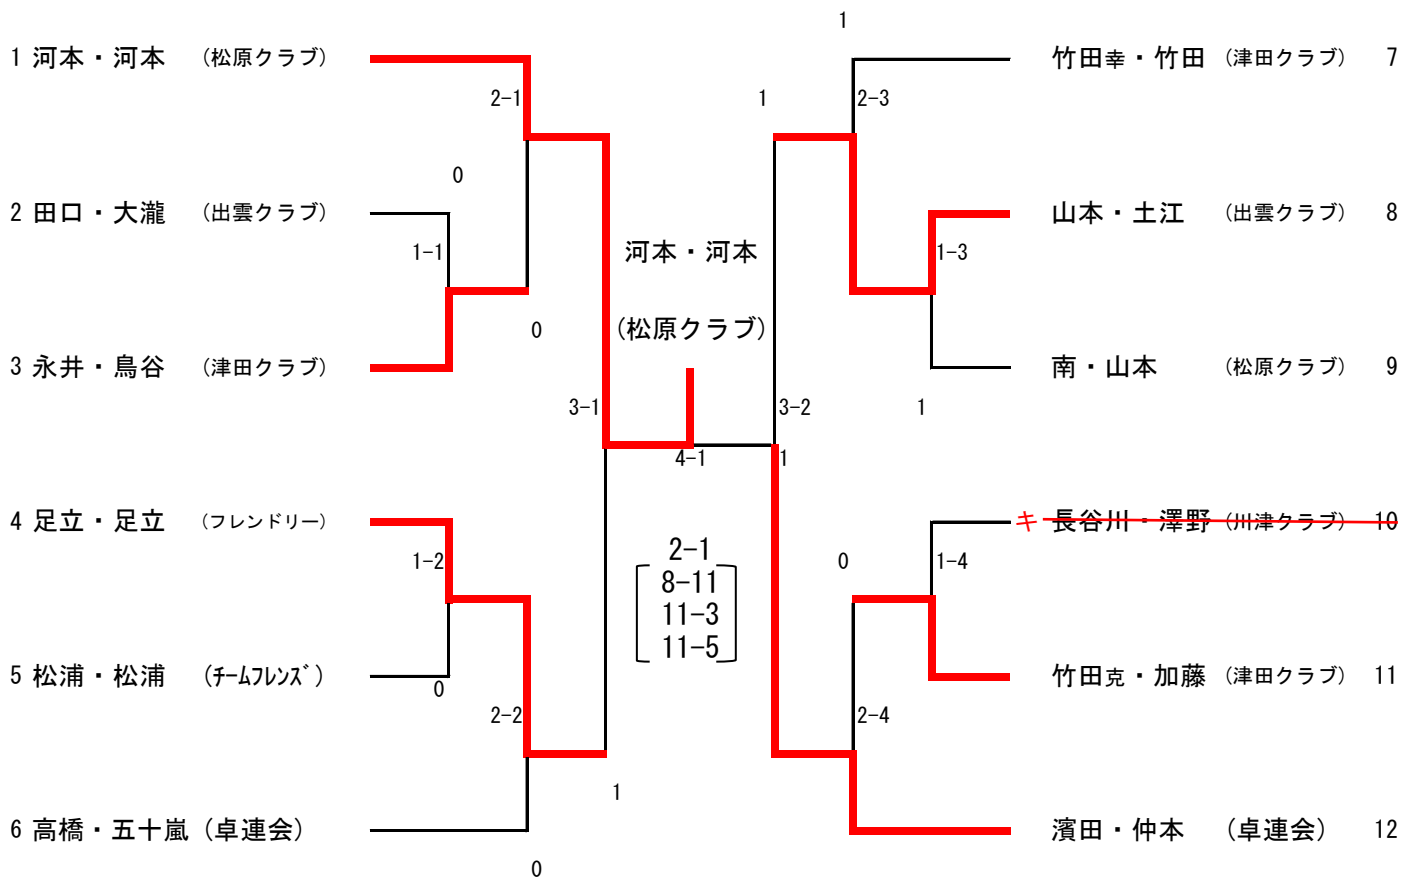 1
1 河本・河本 (松原クラブ)
竹田幸・竹田 (津田クラブ) 7
2-1
1
2-3
0
2 田口・大瀧 (出雲クラブ)
山本・土江 (出雲クラブ) 8
1-1
河本・河本
1-3
0
(松原クラブ)
3 永井・鳥谷 (津田クラブ)
南・山本 (松原クラブ) 9
3-1
3-2
1
4-1
1
4 足立・足立 (フレンドリー)
キ 長谷川・澤野 (川津クラブ) 10
1-2
2-1
0
1-4
8-11
11-3
11-5
5 松浦・松浦 (チームフレンズ)
竹田克・加藤 (津田クラブ) 11
0
2-2
2-4
1
6 高橋・五十嵐 (卓連会)
濱田・仲本 (卓連会) 12
0